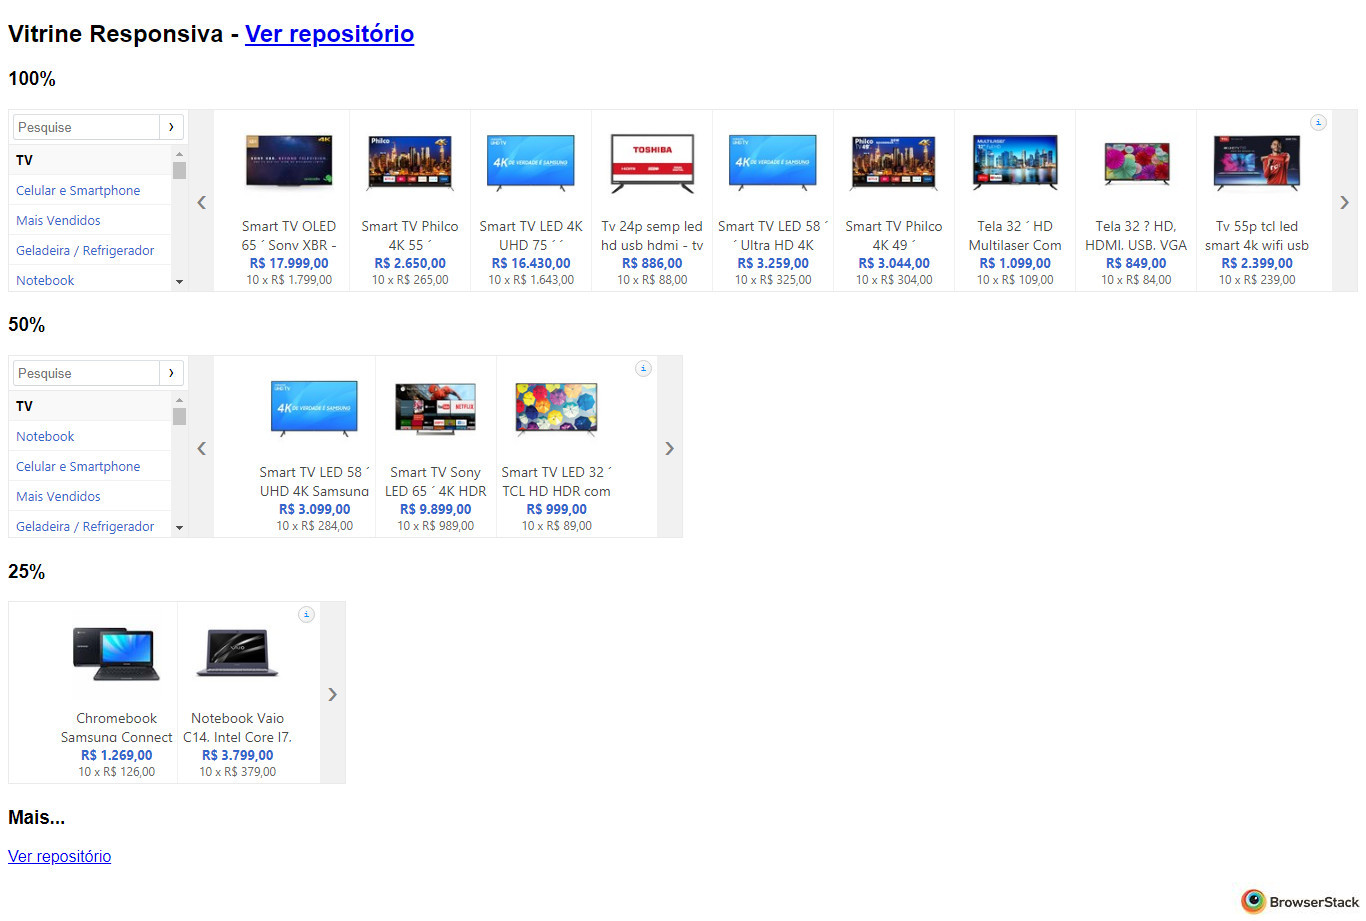 Vitrine Responsiva - Ver repositório
100%
Pesquise
TV
Celular e Smartphone
Mais Vendidos
Geladeira / Refrigerador
Notebook
Smart TV OLED
65 ´ Sony XBR -
R$ 17.999,00
10 x R$ 1.799,00
Smart TV Philco
4K 55 ´
R$ 2.650,00
10 x R$ 265,00
Smart TV LED 4K
UHD 75 ´ ´
R$ 16.430,00
10 x R$ 1.643,00
TOSHIBA
Tv 24p semp led
hd usb hdmi - tv
R$ 886,00
10 x R$ 88,00
4K DE VERDADE É SAMSUNG
Smart TV LED 58 ´
´ Ultra HD 4K
R$ 3.259,00
10 x R$ 325,00
Smart TV Philco
4K 49 ´
R$ 3.044,00
10 x R$ 304,00
Tela 32 ´ HD
Multilaser Com
R$ 1.099,00
10 x R$ 109,00
Tela 32 ? HD,
HDMI, USB, VGA
R$ 849,00
10 x R$ 84,00
Tv 55p tcl led
smart 4k wifi usb
R$ 2.399,00
10 x R$ 239,00
50%
Pesquise
TV
Notebook
Celular e Smartphone
Mais Vendidos
Geladeira / Refrigerador
Smart TV LED 58 ´
UHD 4K Samsung
R$ 3.099,00
10 x R$ 284,00
Smart TV Sony
LED 65 ´ 4K HDR
R$ 9.899,00
10 x R$ 989,00
Smart TV LED 32 ´
TCL HD HDR com
R$ 999,00
10 x R$ 89,00
25%
Chromebook
Samsung Connect
R$ 1.269,00
10 x R$ 126,00
Notebook Vaio
C14, Intel Core I7,
R$ 3.799,00
10 x R$ 379,00
Mais...
Ver repositório
BrowserStack